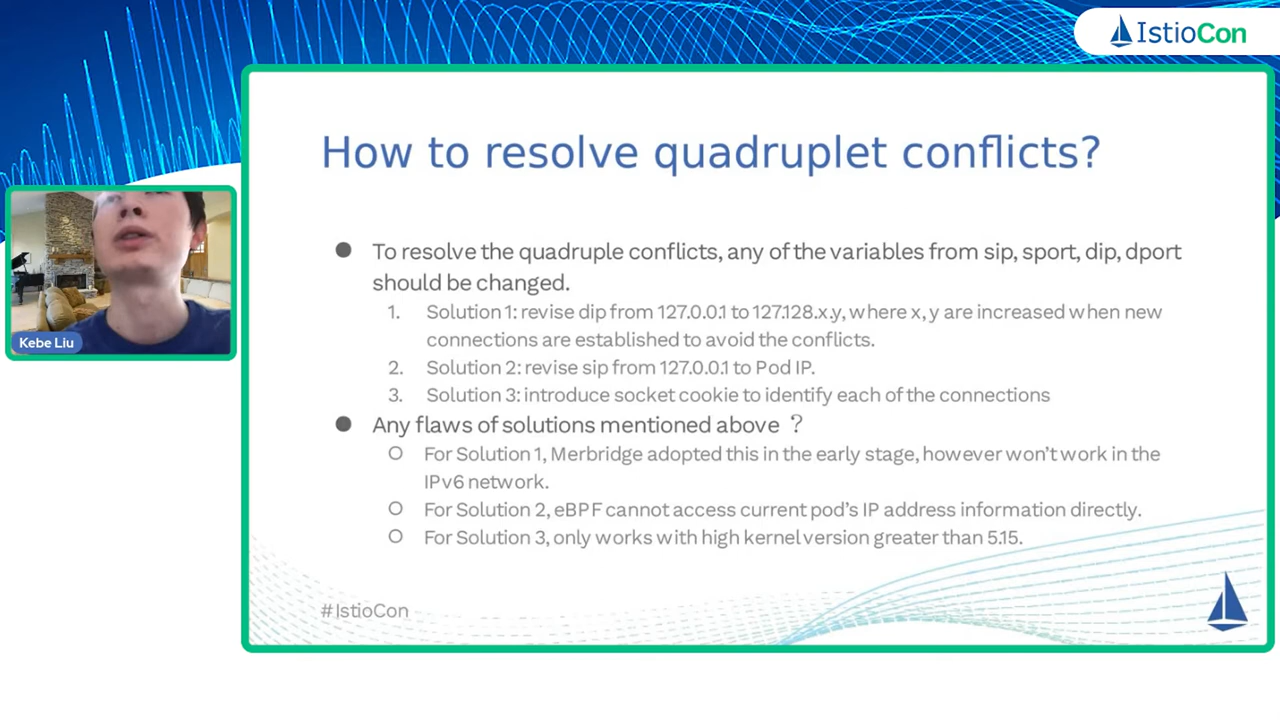 IstioCon
How to resolve quadruplet conflicts?
To resolve the quadruple conflicts, any of the variables from sip, sport, dip, dport
should be changed.
1. Solution 1: revise dip from 127.0.0.1 to 127.128.x.y, where x, y are increased when new
connections are established to avoid the conflicts.
2. Solution 2: revise sip from 127.0.0.1 to Pod IP.
3. Solution 3: introduce socket cookie to identify each of the connections
Any flaws of solutions mentioned above ？
For Solution 1, Merbridge adopted this in the early stage, however won't work in the
IPv6 network.
For Solution 2, eBPF cannot access current pod's IP address information directly.
For Solution 3, only works with high kernel version greater than 5.15.
#IstioCon
Kebe Liu